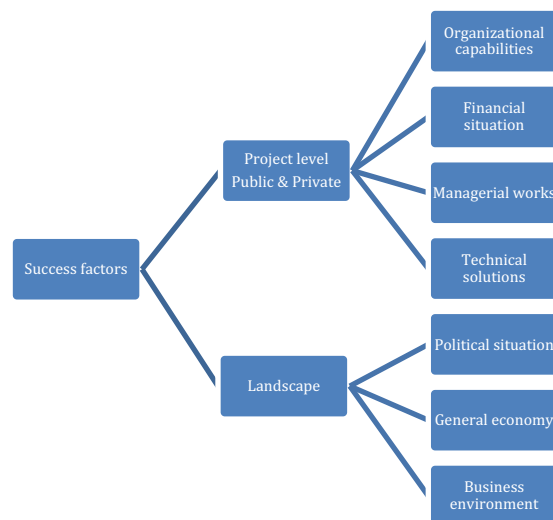 Organizational
capabilities
Financial
situation
Project level
Public & Private
Managerial works
Success factors
Technical
solutions
Political situation
Landscape
General economy
Business
environment